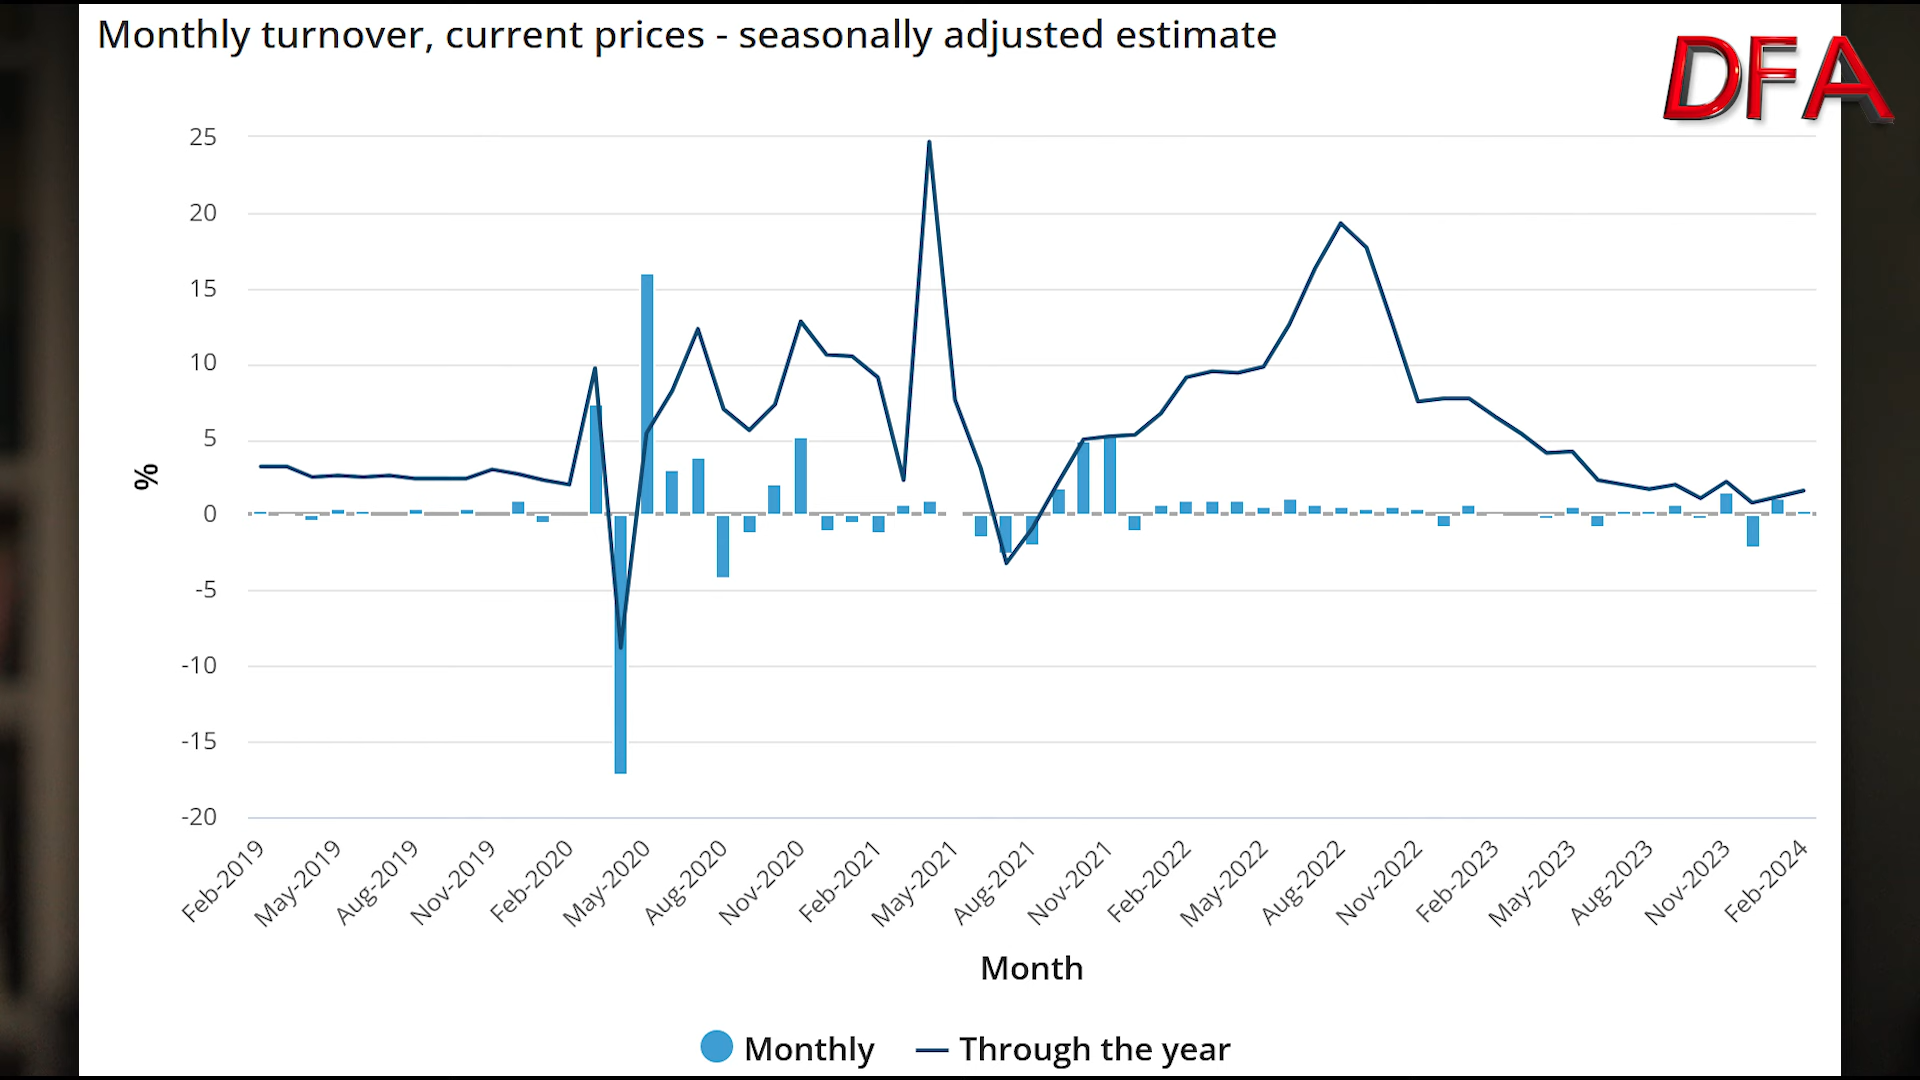 Monthly turnover, current prices - seasonally adjusted estimate
DFA
25
20
15
10
5
0
-5
-10
-15
-20
%
Feb-2019
May-2019
Aug-2019
Nov-2019
Feb-2020
May-2020
Aug-2020
Nov-2020
Feb-2021
May-2021
Aug-2021
Nov-2021
Feb-2022
May-2022
Aug-2022
Nov-2022
Feb-2023
May-2023
Aug-2023
Nov-2023
Feb-2024
Month
Monthly
Through the year